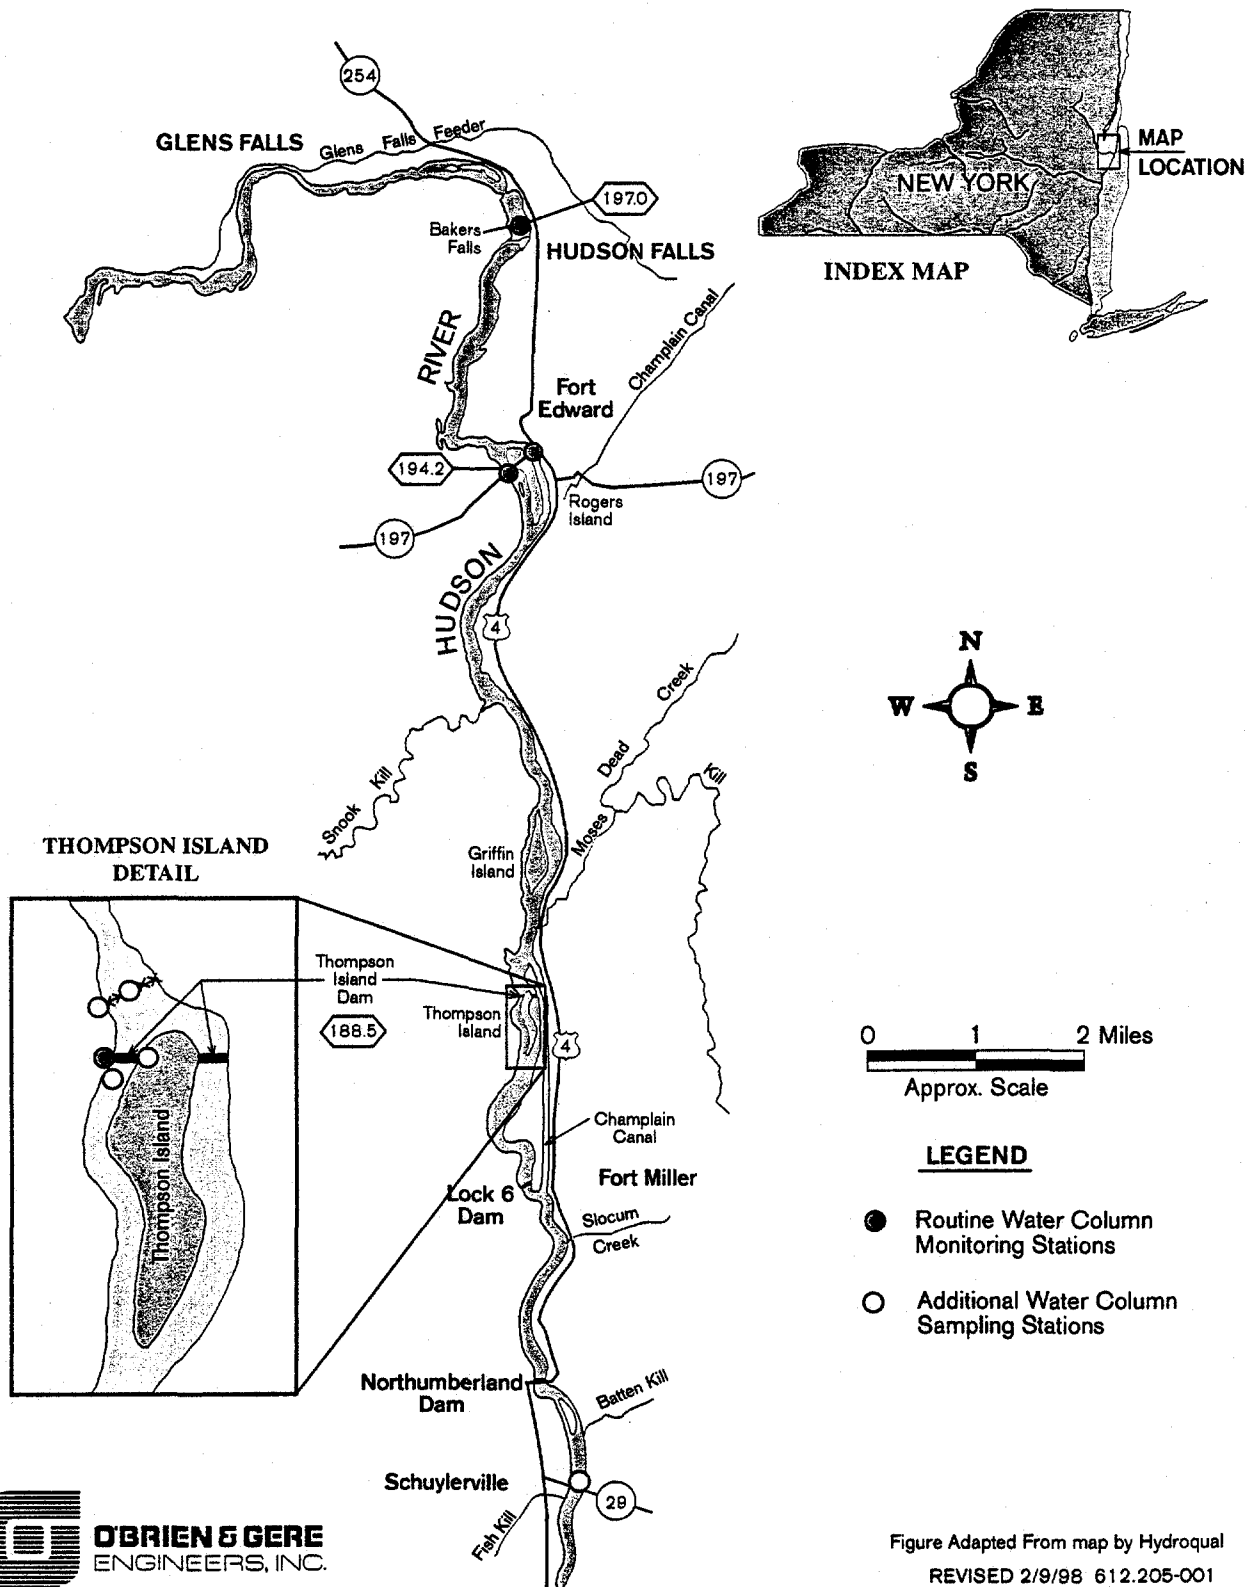 254
GLENS FALLS
Glens Falls Feeder
MAP
LOCATION
NEW YORK
INDEX MAP
197.0
Bakers
Falls
HUDSON FALLS
RIVER
Champlain Canal
Fort
Edward
194.2
197
Rogers
Island
197
HUDSON
4
N
W
E
S
Dead Creek
Snook Kill
Moses Kill
Griffin
Island
THOMPSON ISLAND
DETAIL
Thompson
Island
Dam
188.5
Thompson
Island
4
Thompson Island
0 1 2 Miles
Approx. Scale
Champlain
Canal
Fort Miller
Lock 6
Dam
Slocum
Creek
LEGEND
Routine Water Column
Monitoring Stations
Additional Water Column
Sampling Stations
Northumberland
Dam
Batten Kill
Schuylerville
29
Fish Kill
O'BRIEN & GERE
ENGINEERS, INC.
Figure Adapted From map by Hydroqual
REVISED 2/9/98 612.205-001